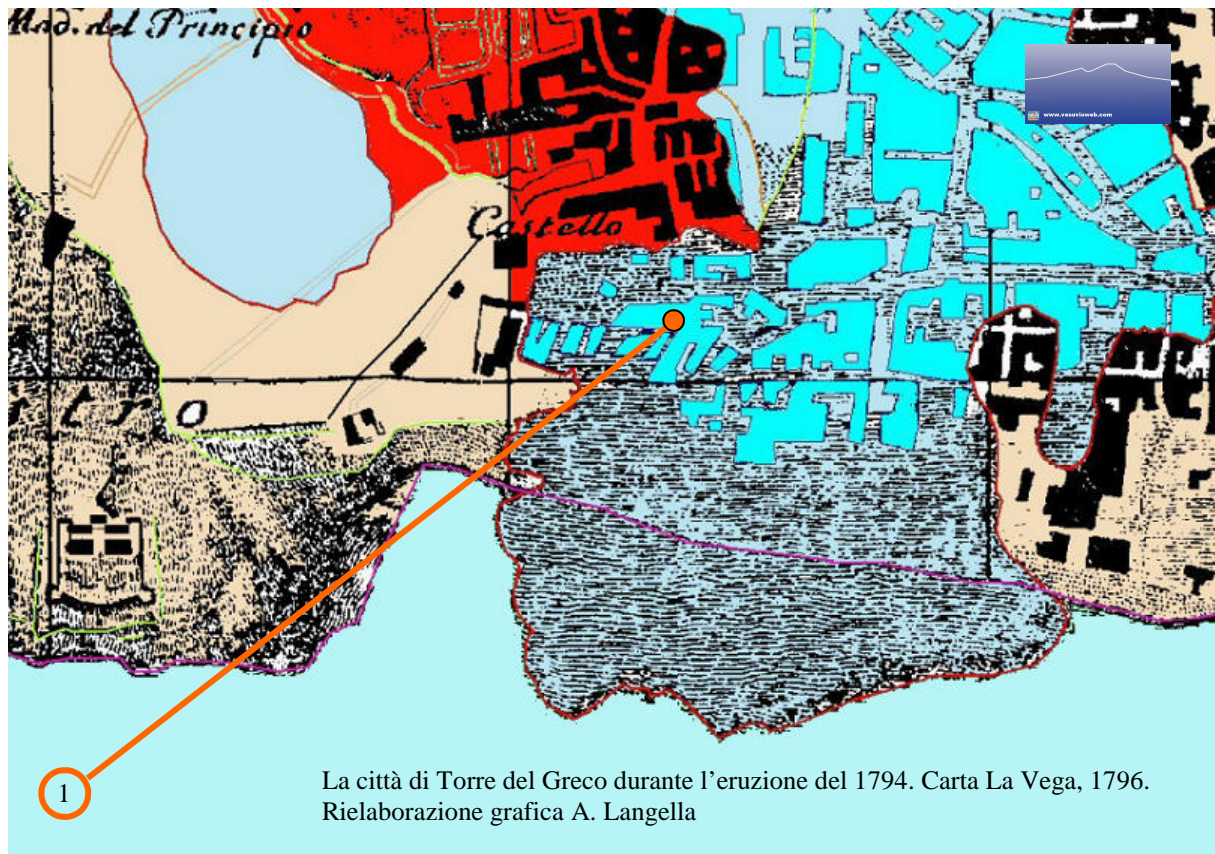 Mad. del Principio
www.vesuvioweb.com
Castello
1
La città di Torre del Greco durante l’eruzione del 1794. Carta La Vega, 1796.
Rielaborazione grafica A. Langella